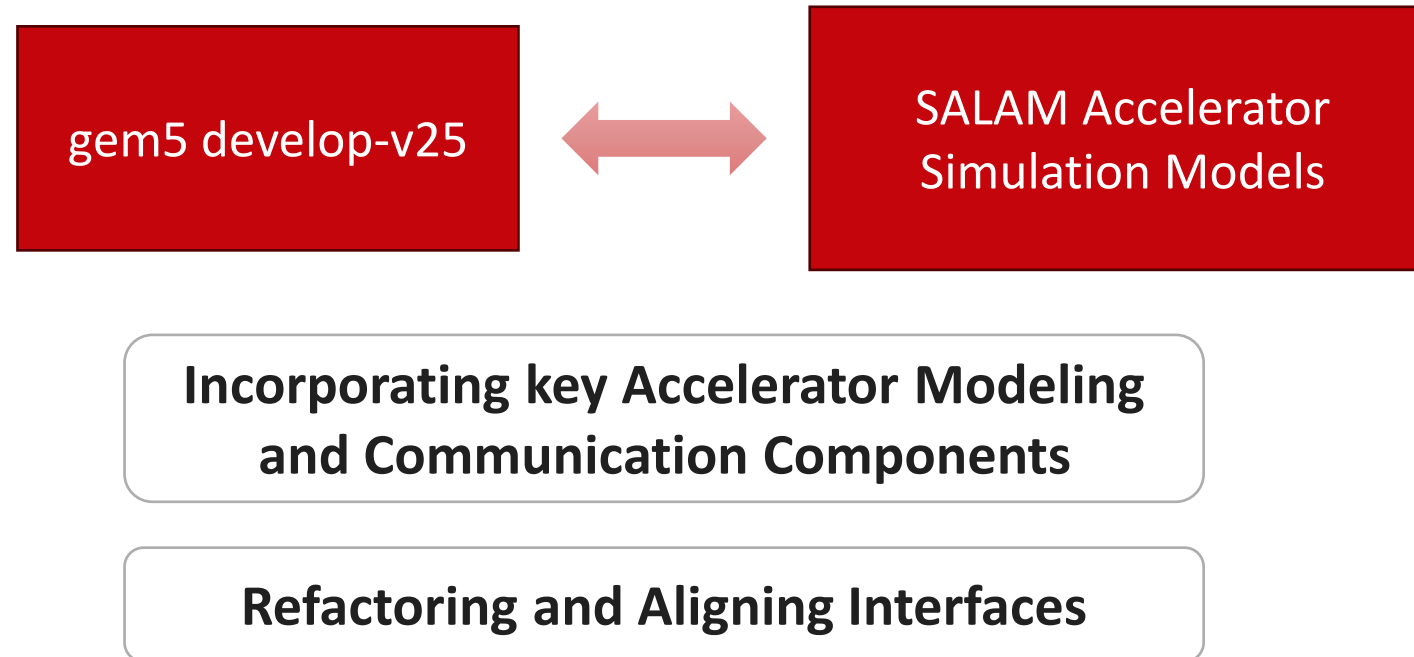 gem5 develop-v25
SALAM Accelerator
Simulation Models
Incorporating key Accelerator Modeling
and Communication Components
Refactoring and Aligning Interfaces